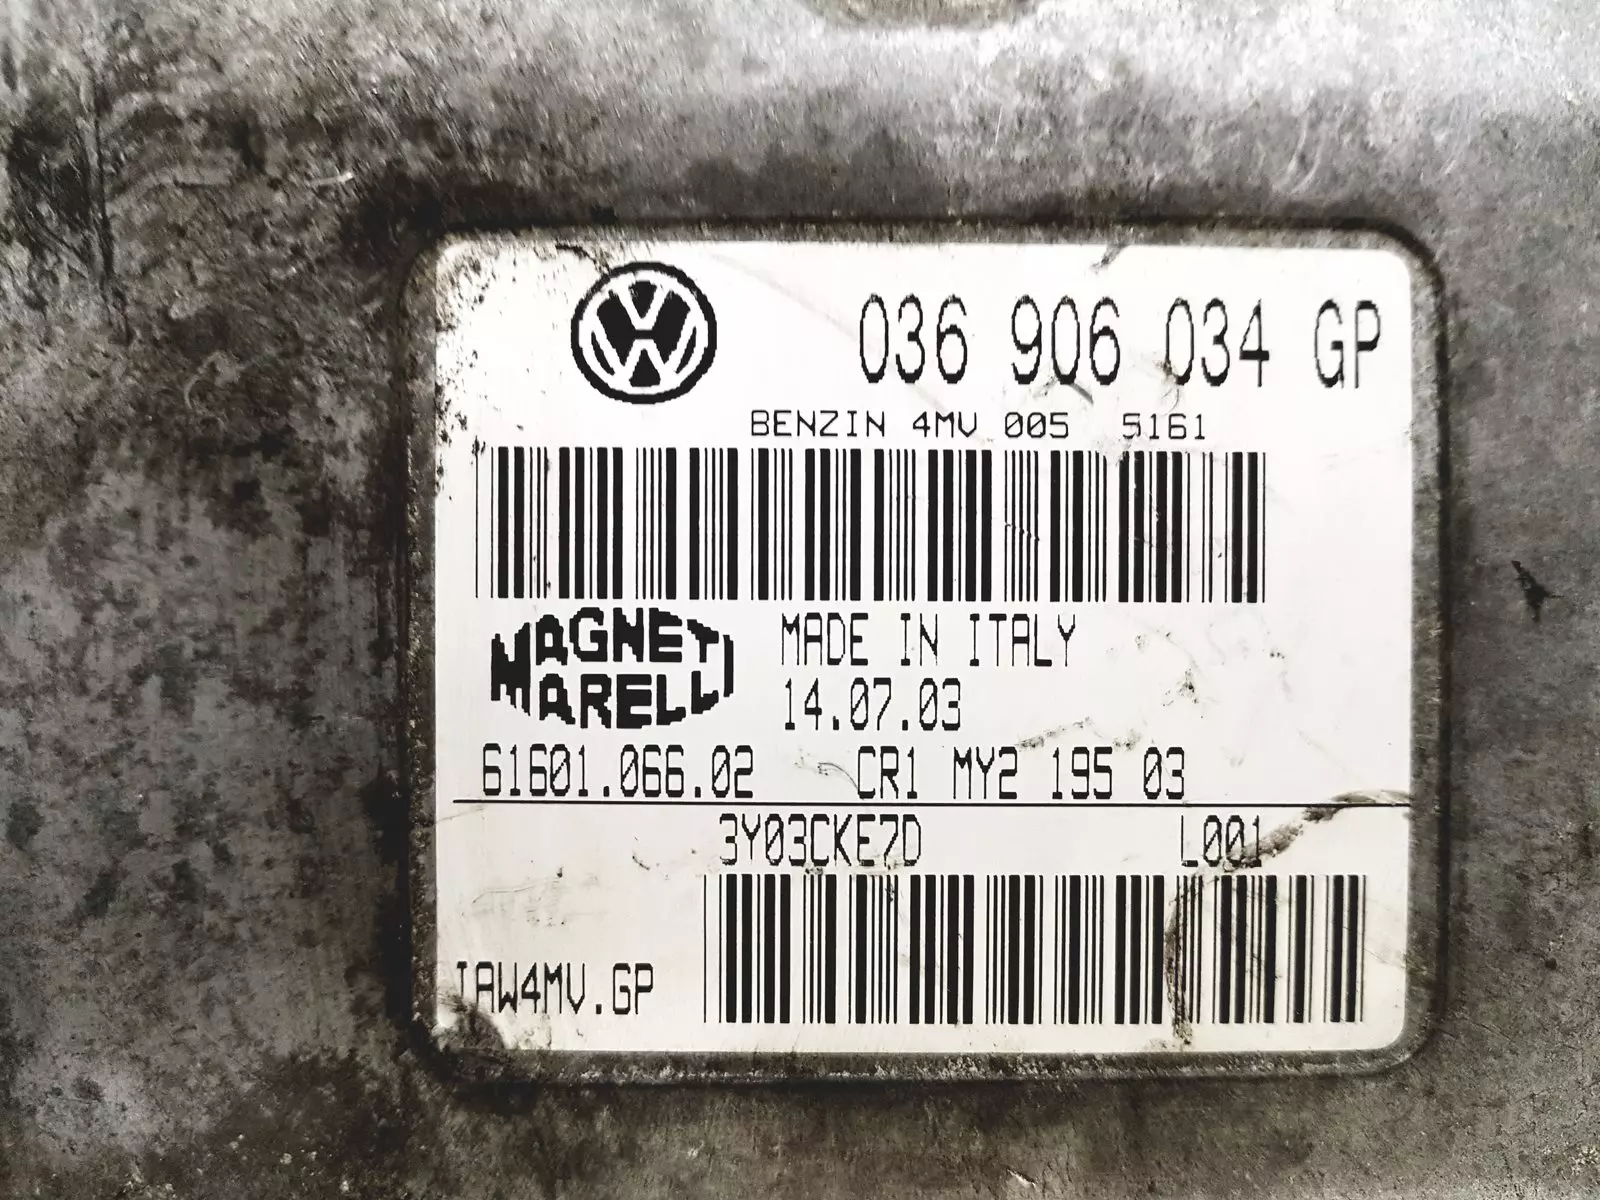 036 906 034 GP
BENZIN 4MV 005 5161
MAGNETI MARELLI
MADE IN ITALY
14.07.03
61601.066.02 CR1 MY2 195 03
3Y03CKE7D L001
IAW4MV.GP